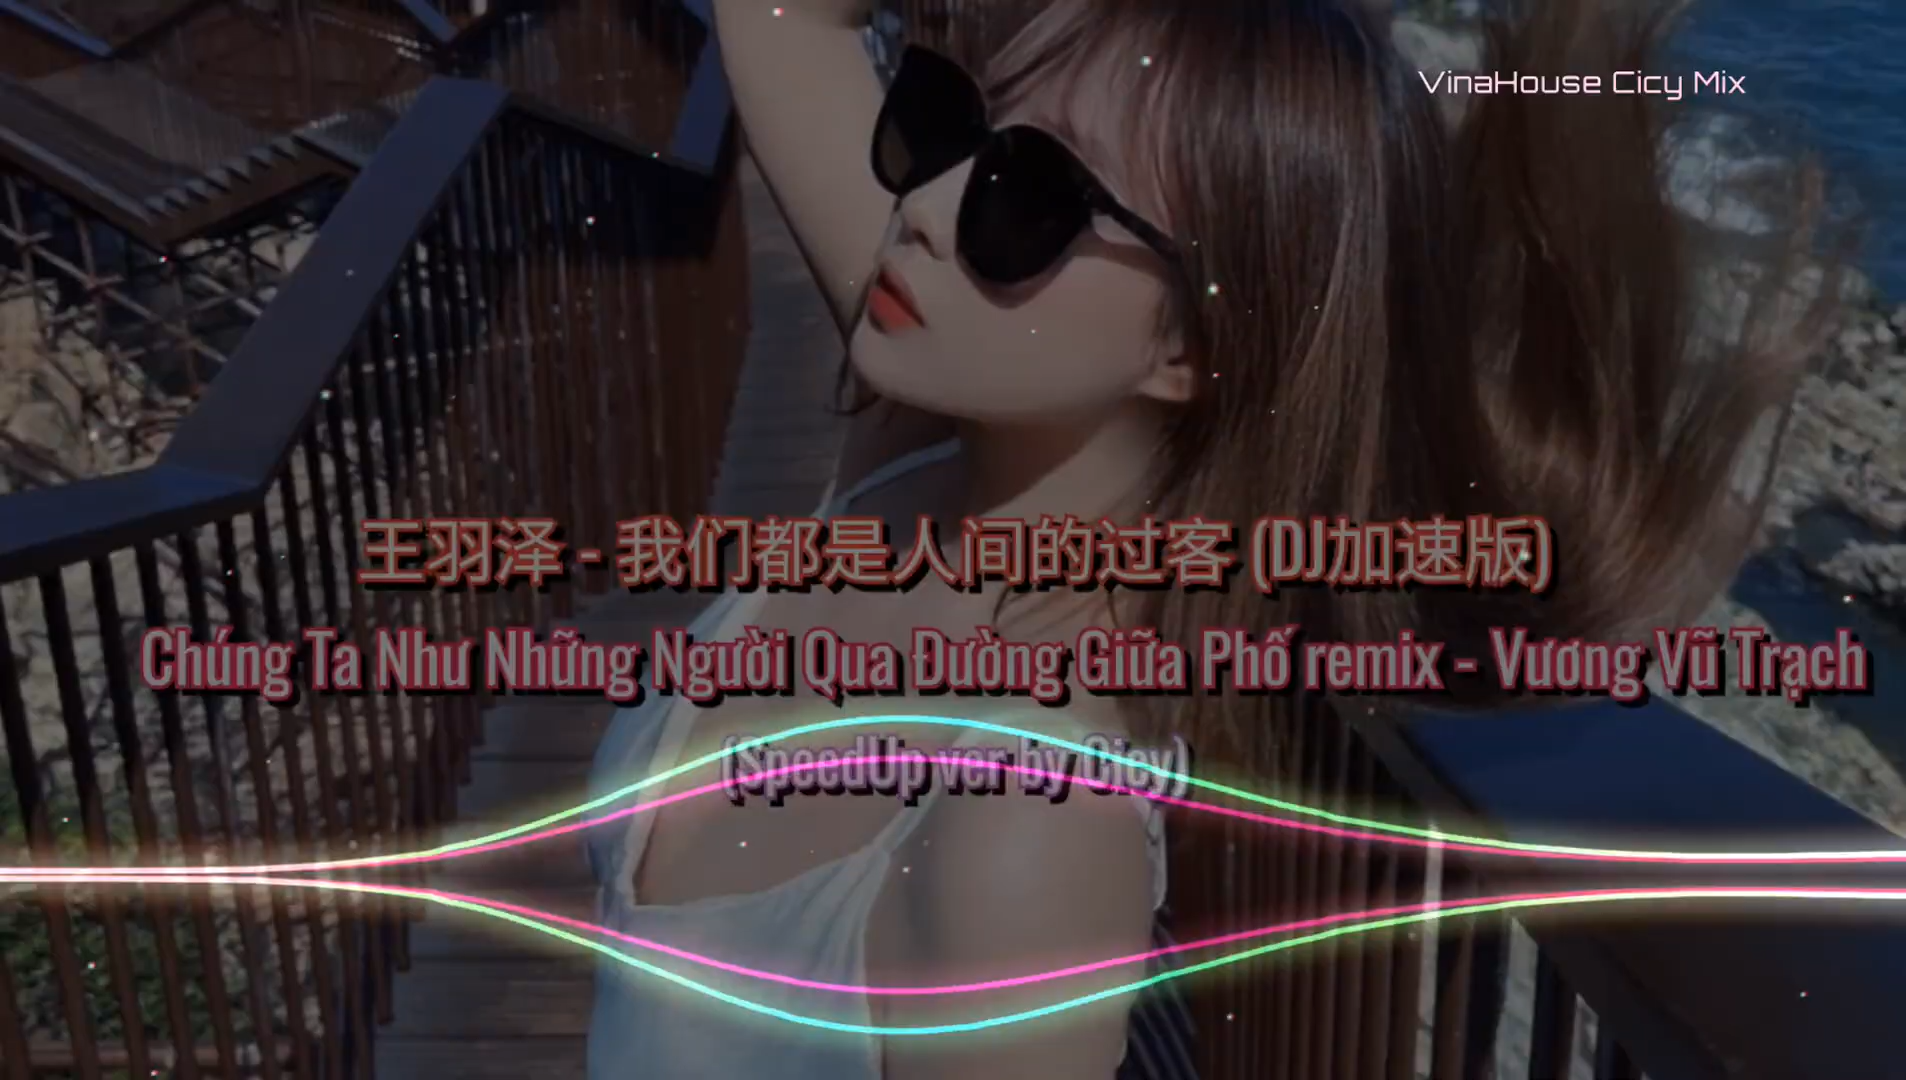 VinaHouse Cicy Mix
王羽泽 - 我们都是人间的过客 (DJ加速版)
Chúng Ta Như Những Người Qua Đường Giữa Phố remix - Vương Vũ Trạch
(SpeedUp ver by Cicy)